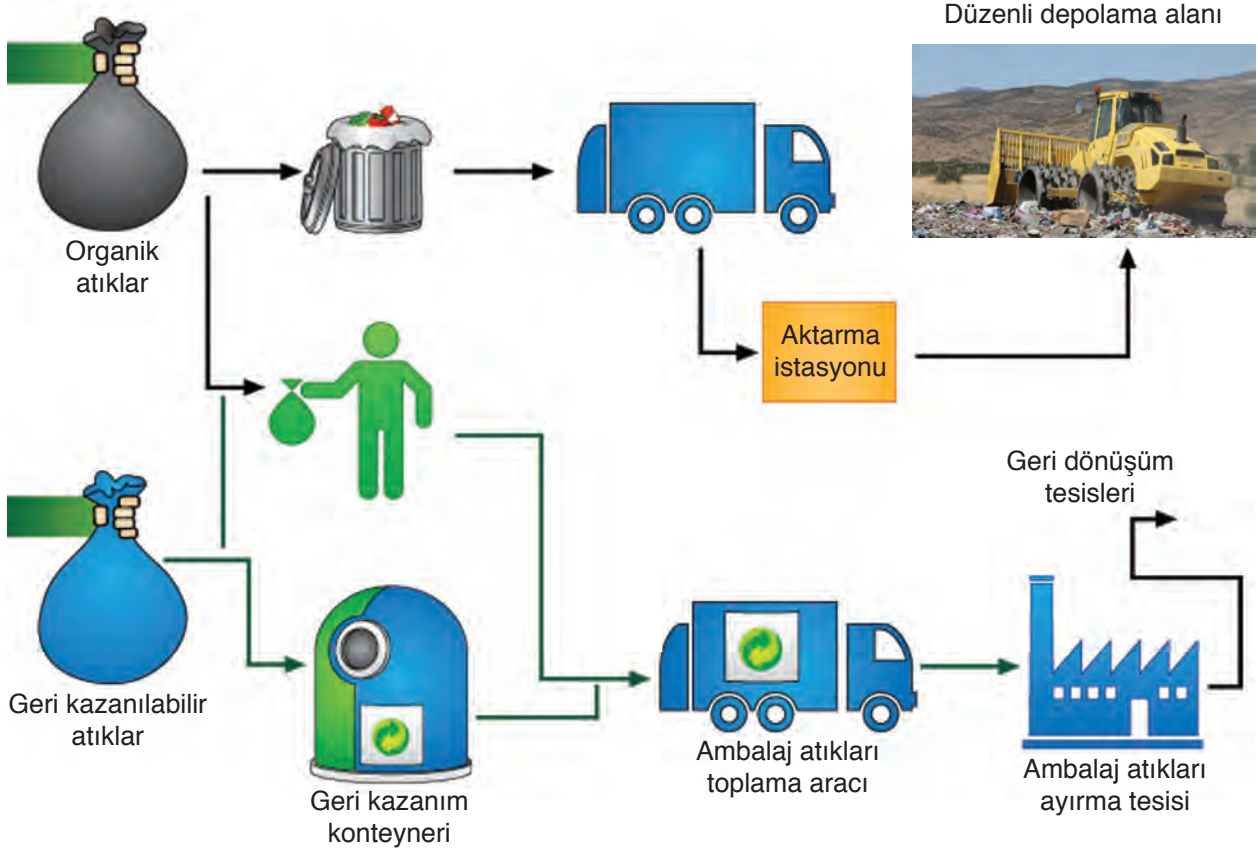 Düzenli depolama alanı
Organik
atıklar
Aktarma
istasyonu
Geri dönüşüm
tesisleri
Geri kazanılabilir
atıklar
Geri kazanım
konteyneri
Ambalaj atıkları
toplama aracı
Ambalaj atıkları
ayırma tesisi